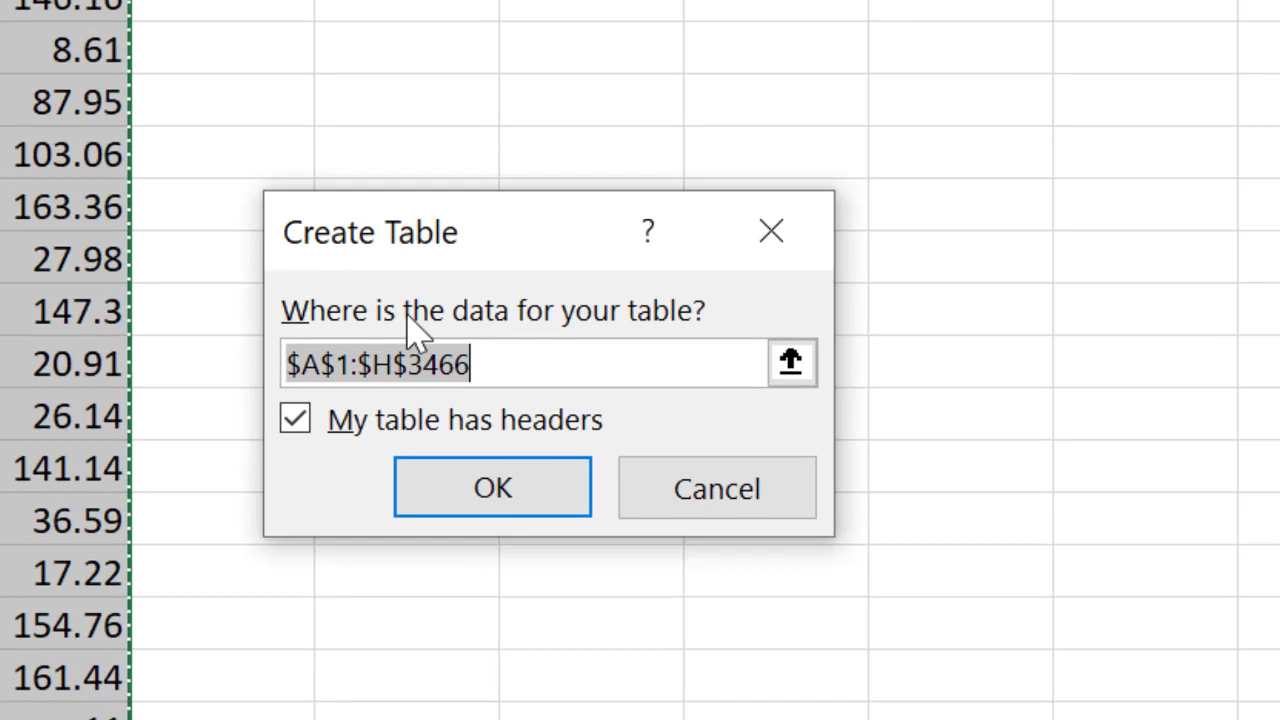 146.16
8.61
87.95
103.06
163.36
27.98
147.3
20.91
26.14
141.14
36.59
17.22
154.76
161.44
Create Table ?
Where is the data for your table?
$A$1:$H$3466
My table has headers
OK Cancel